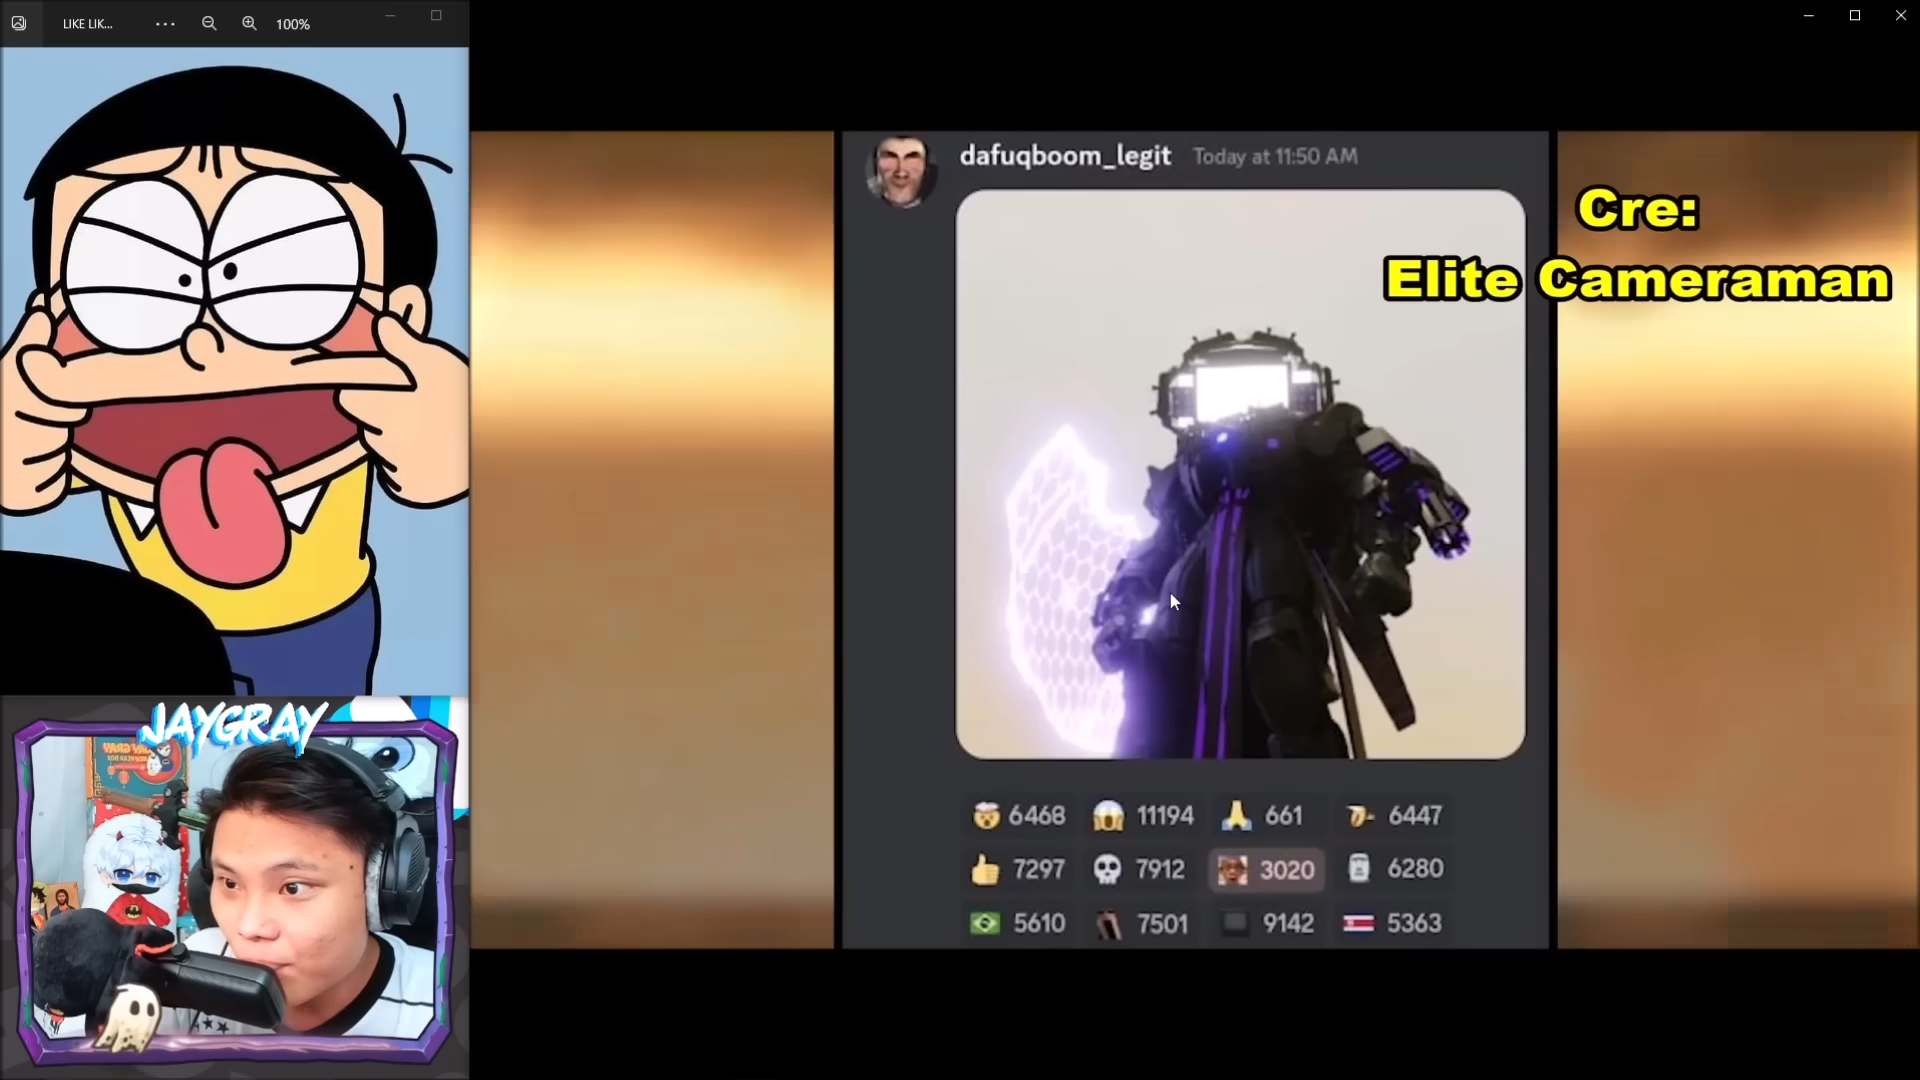 LIKE LIK...
100%
dafuqboom_legit Today at 11:50 AM
Cre:
Elite Cameraman
6468 11194 661 6447
7297 7912 3020 6280
5610 7501 9142 5363
JAYGRAY